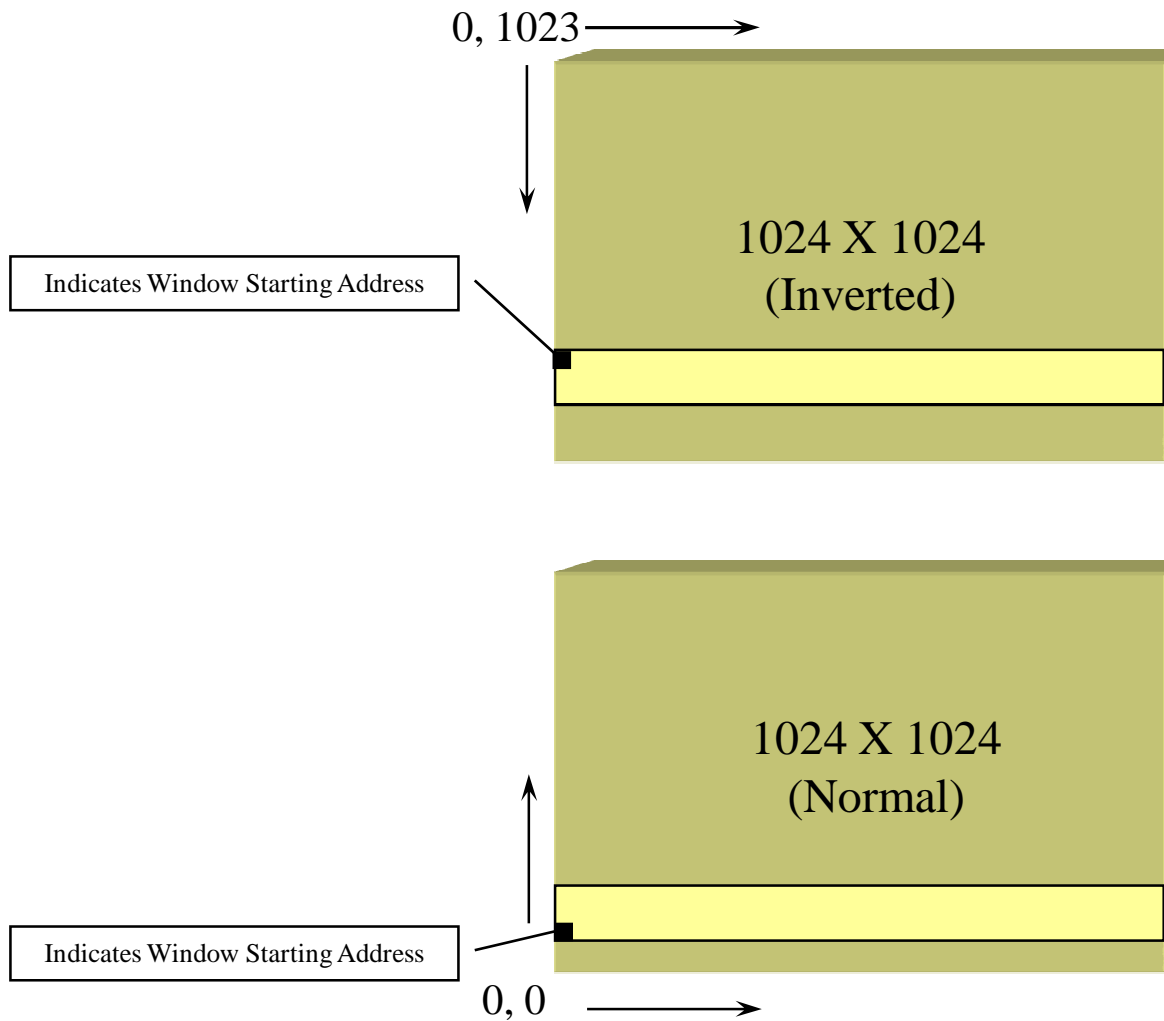 0, 1023
1024 X 1024
(Inverted)
Indicates Window Starting Address
1024 X 1024
(Normal)
Indicates Window Starting Address
0, 0